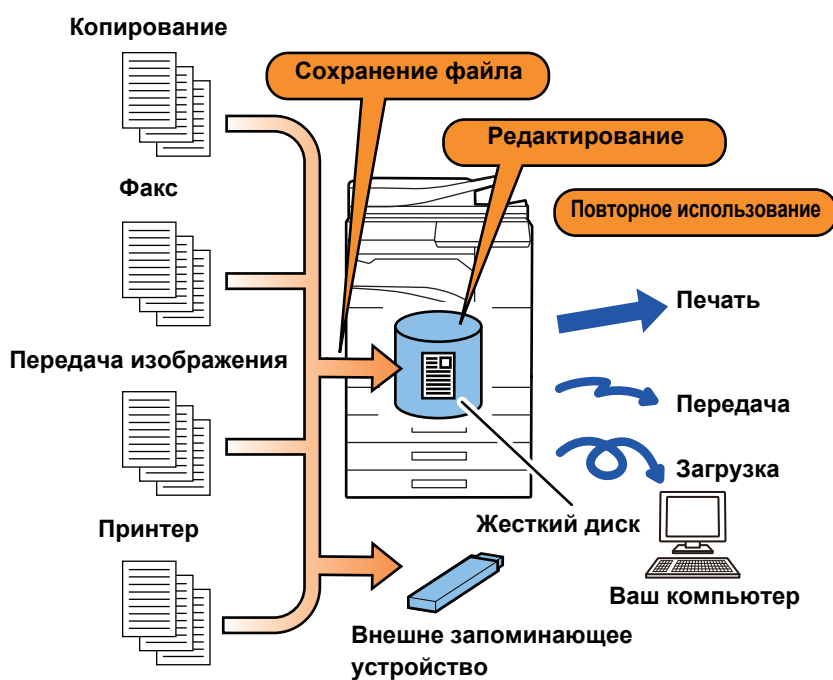 Копирование
Сохранение файла
Редактирование
Факс
Повторное использование
Печать
Передача изображения
Передача
Загрузка
Принтер
Жесткий диск
Ваш компьютер
Внешне запоминающее
устройство